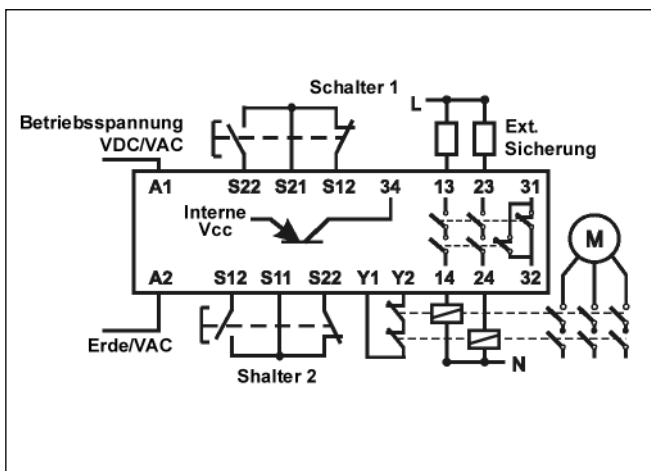 Schalter 1
L
Betriebsspannung
VDC/VAC
Ext.
Sicherung
A1 S22 S21 S12 34 13 23 31
Interne
Vcc
M
A2 S12 S11 S22 Y1 Y2 14 24 32
Erde/VAC
Shalter 2
N